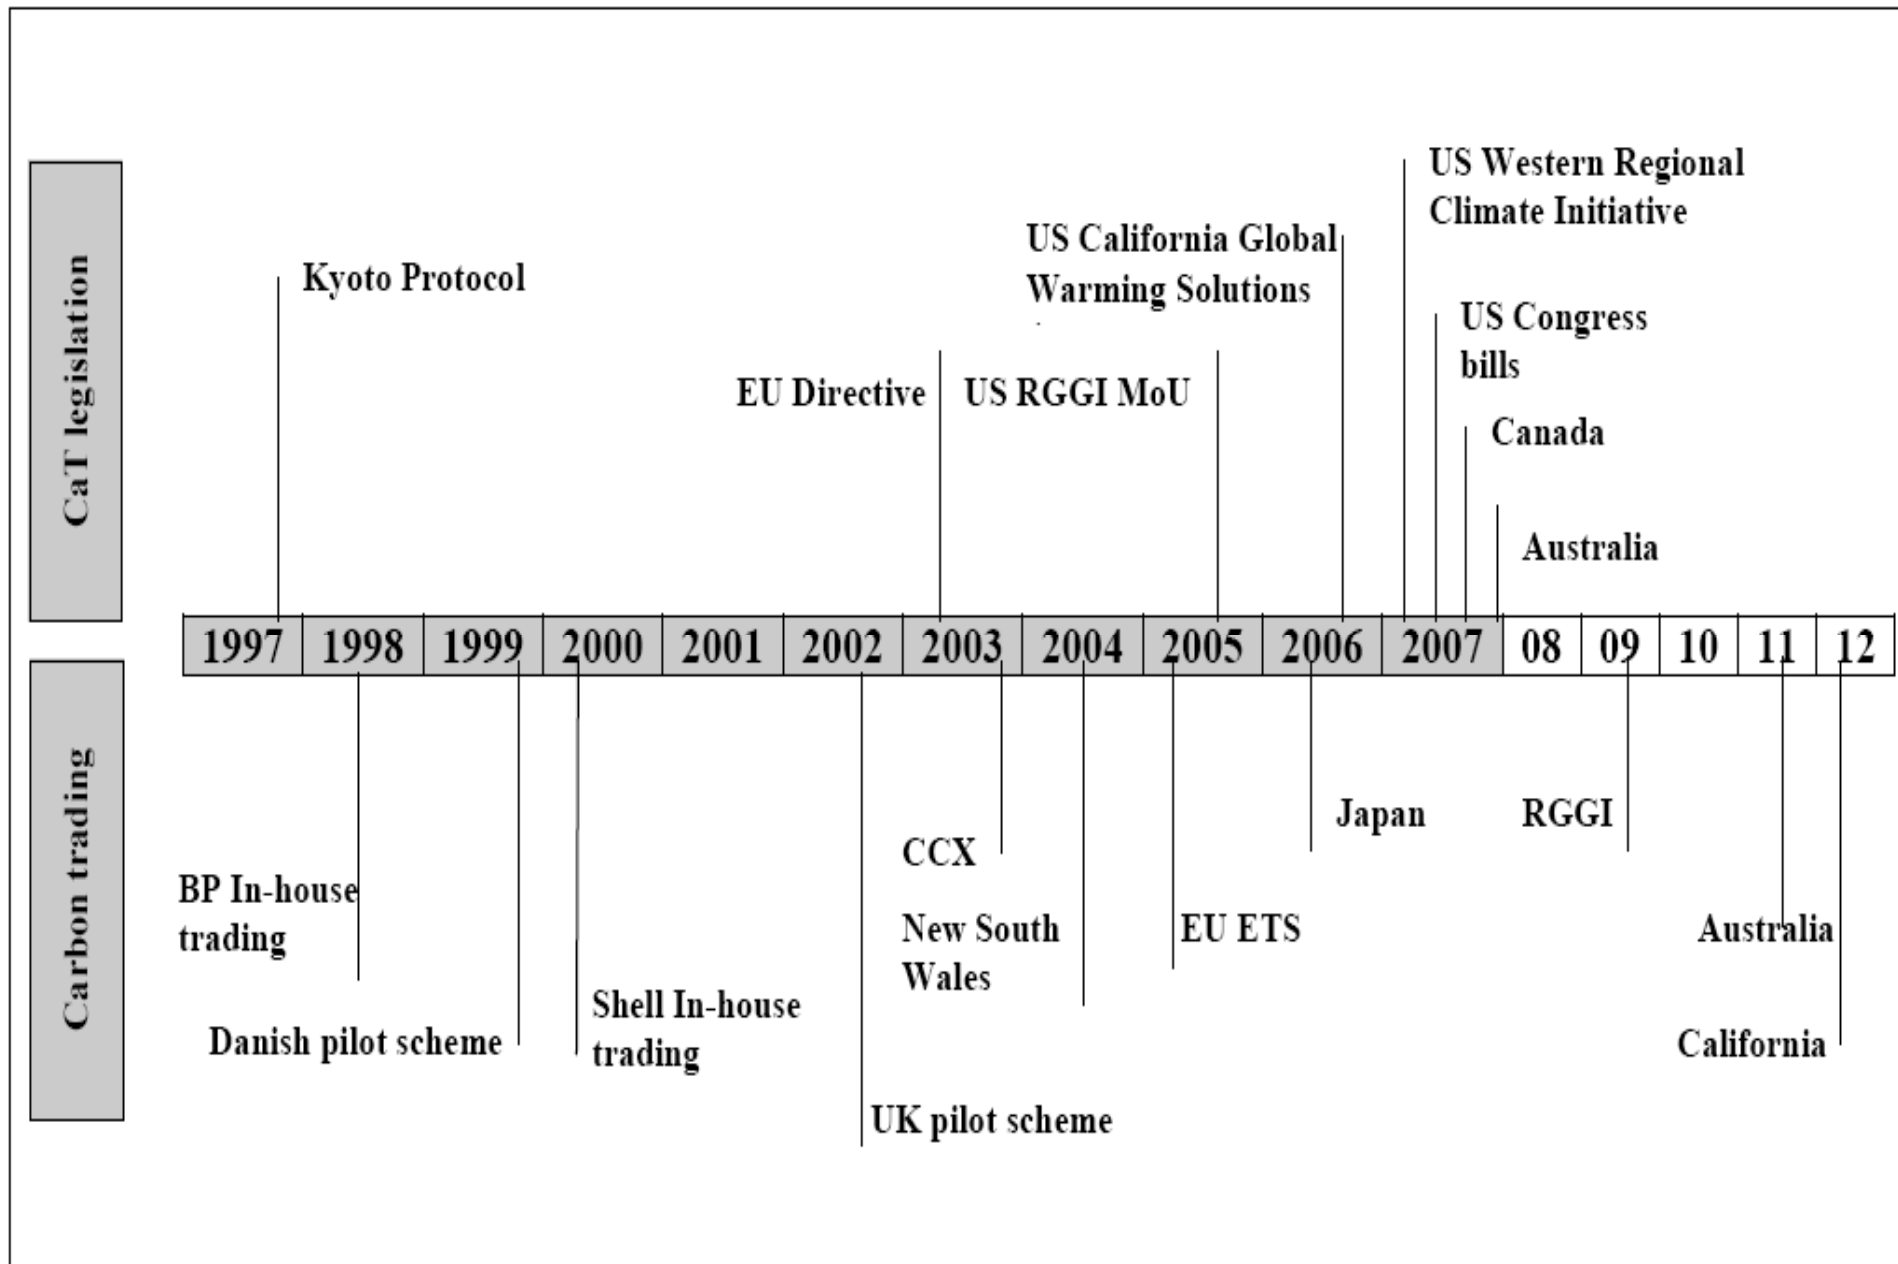 US Western Regional
Climate Initiative
US California Global
Warming Solutions
Kyoto Protocol
US Congress
bills
EU Directive
US RGGI MoU
Canada
Australia
CaT legislation
1997 1998 1999 2000 2001 2002 2003 2004 2005 2006 2007 08 09 10 11 12
Carbon trading
Japan
RGGI
CCX
BP In-house
trading
New South
Wales
EU ETS
Australia
Shell In-house
trading
Danish pilot scheme
California
UK pilot scheme